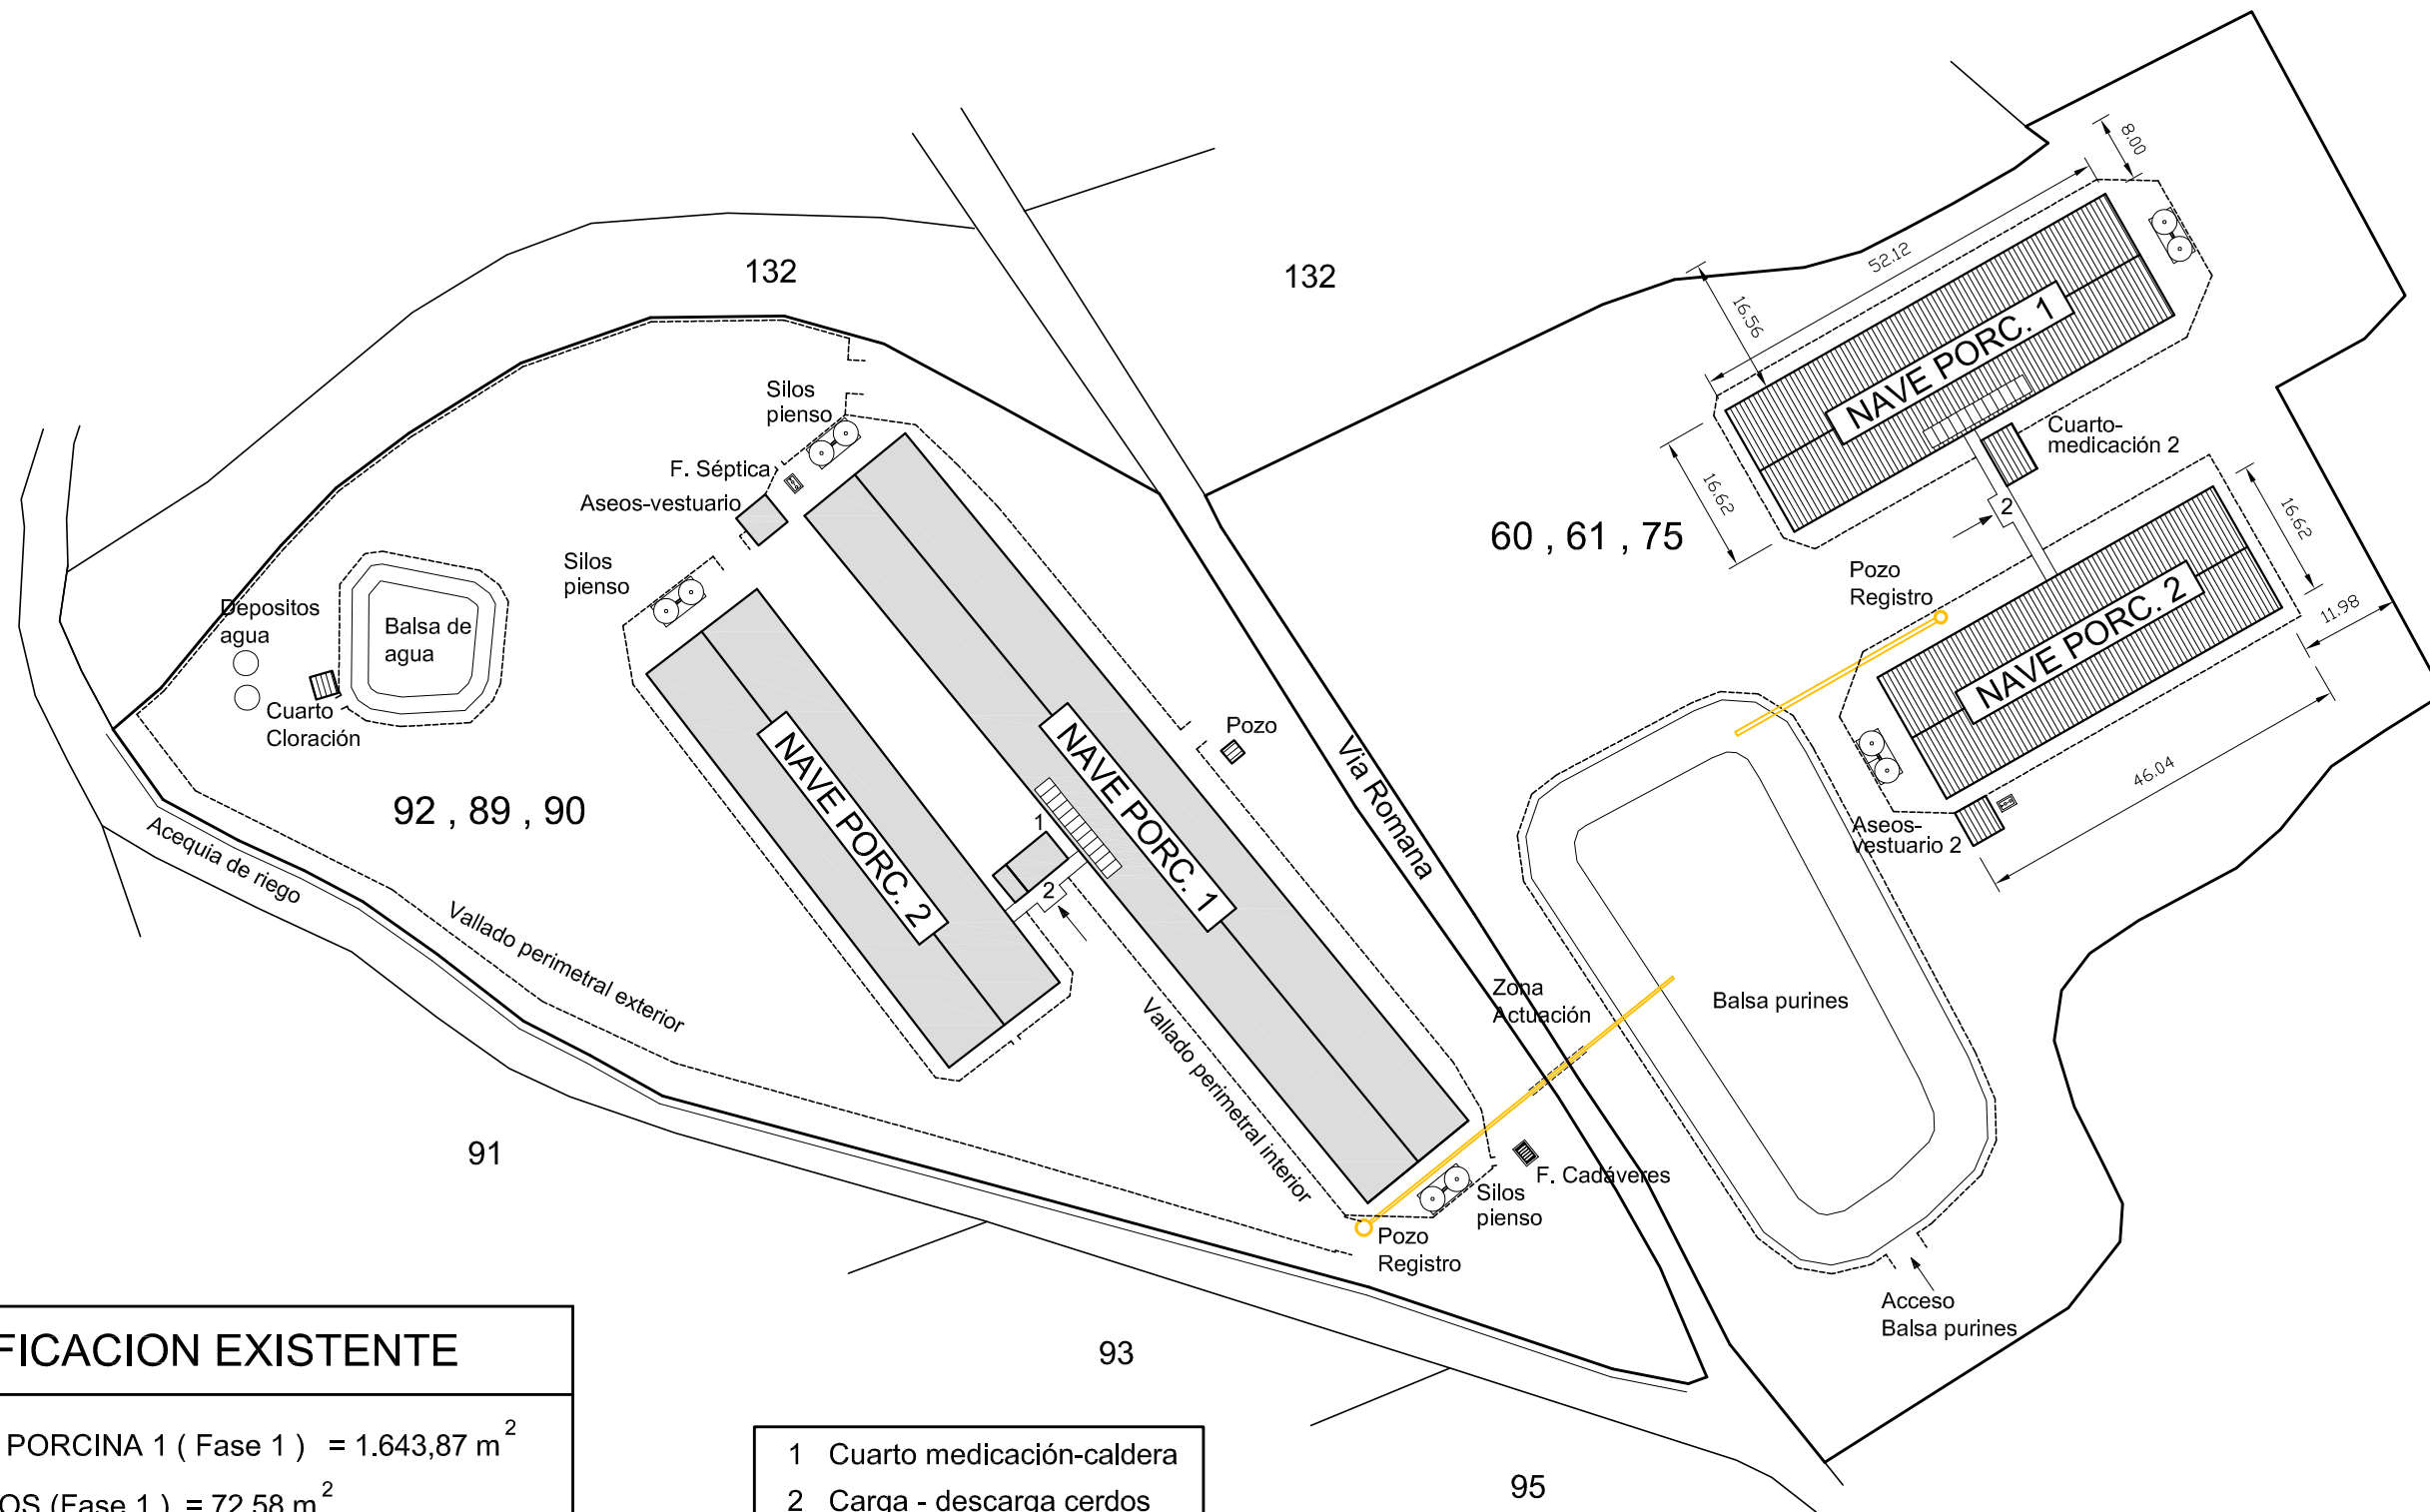 8.00
132
132
52.12
16.56
NAVE PORC. 1
Silos
pienso
Cuarto-
medicación 2
F. Séptica
Aseos-vestuario
16.62
2
16.62
60 , 61 , 75
Silos
pienso
Pozo
Registro
Depositos
agua
Balsa de
agua
11.98
NAVE PORC. 2
Cuarto
Cloración
Pozo
Via Romana
NAVE PORC. 1
NAVE PORC. 2
46.04
92 , 89 , 90
1
Aseos-
vestuario 2
Acequia de riego
2
Vallado perimetral exterior
Zona
Actuación
Balsa purines
Vallado perimetral interior
91
F. Cadáveres
Silos
pienso
Pozo
Registro
Acceso
Balsa purines
93
FICACION EXISTENTE
PORCINA 1 ( Fase 1 ) = 1.643,87 m²
OS (Fase 1 ) = 72,58 m²
1 Cuarto medicación-caldera
2 Carga - descarga cerdos
95